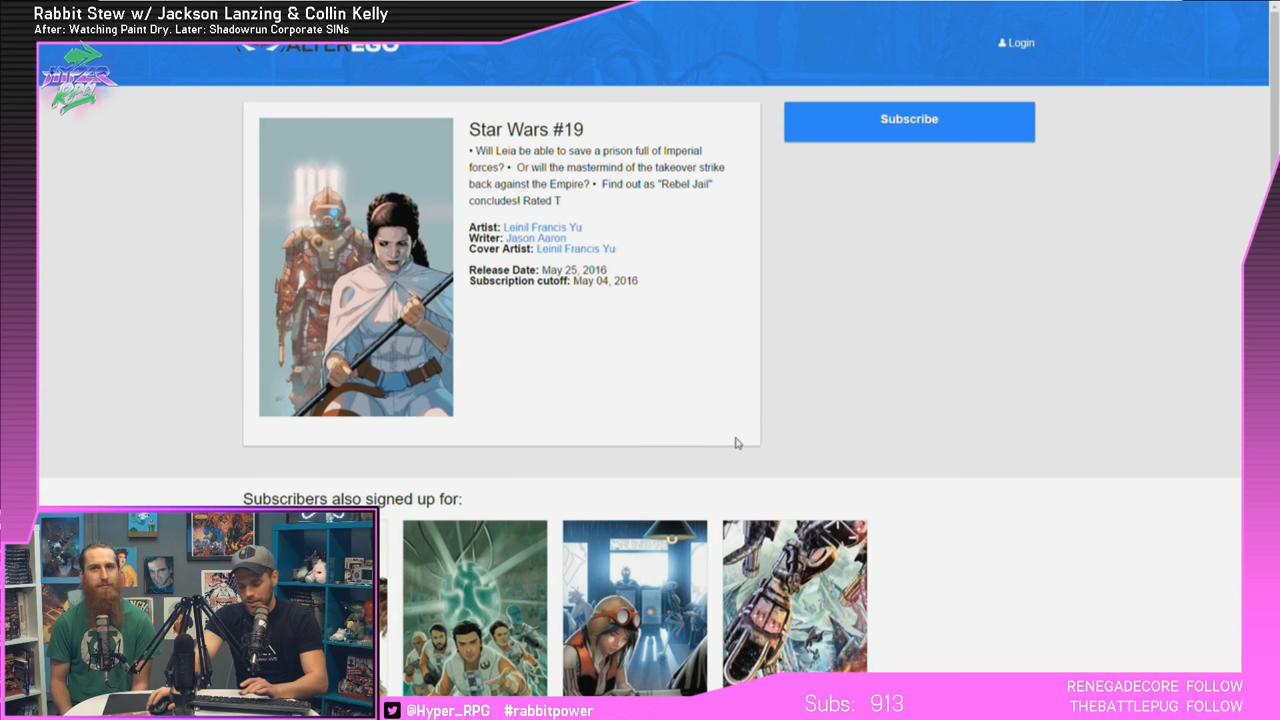 Rabbit Stew w/ Jackson Lanzing & Collin Kelly
After: Watching Paint Dry. Later: Shadowrun Corporate SINs
HYPER
RPG
ALTEREGO
Login
Subscribe
Star Wars #19
• Will Leia be able to save a prison full of Imperial
forces? • Or will the mastermind of the takeover strike
back against the Empire? • Find out as "Rebel Jail"
concludes! Rated T
Artist: Leinil Francis Yu
Writer: Jason Aaron
Cover Artist: Leinil Francis Yu
Release Date: May 25, 2016
Subscription cutoff: May 04, 2016
Subscribers also signed up for:
@Hyper_RPG #rabbitpower
Subs: 913
RENEGADECORE FOLLOW
THEBATTLEPUG FOLLOW